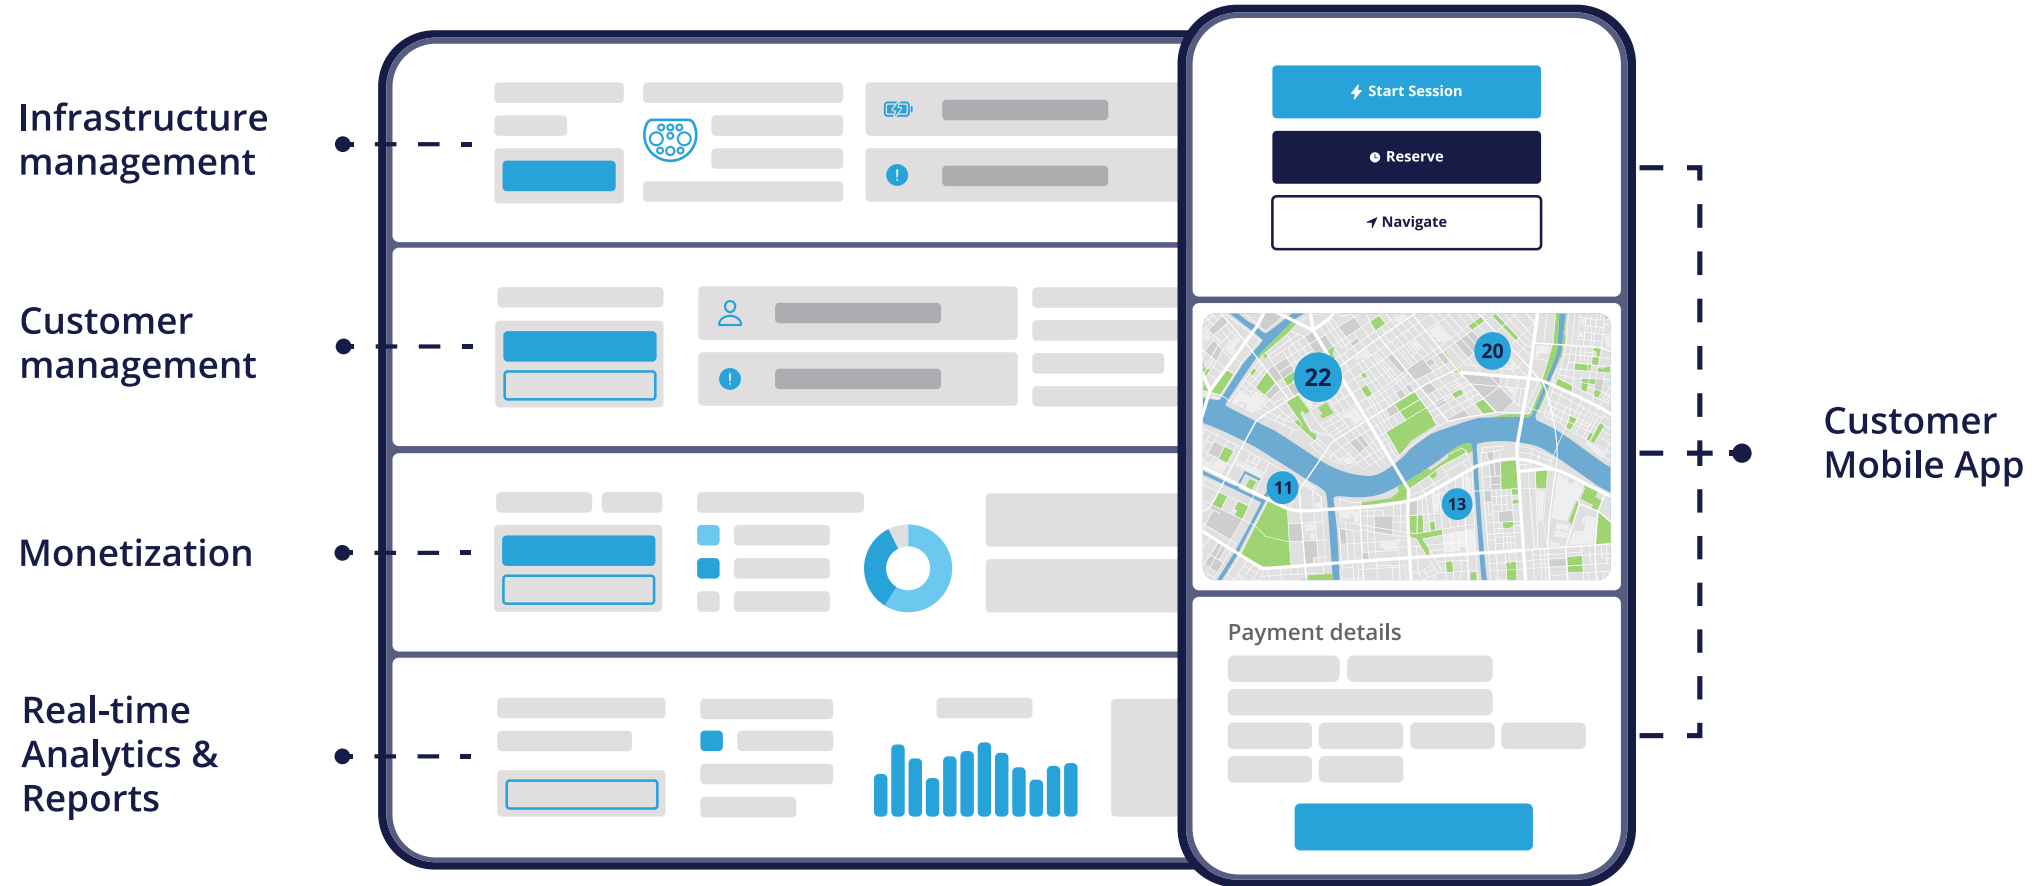 Infrastructure
management
Customer
management
Monetization
Real-time
Analytics &
Reports
Start Session
Reserve
Navigate
22
20
11
13
Payment details
Customer
Mobile App